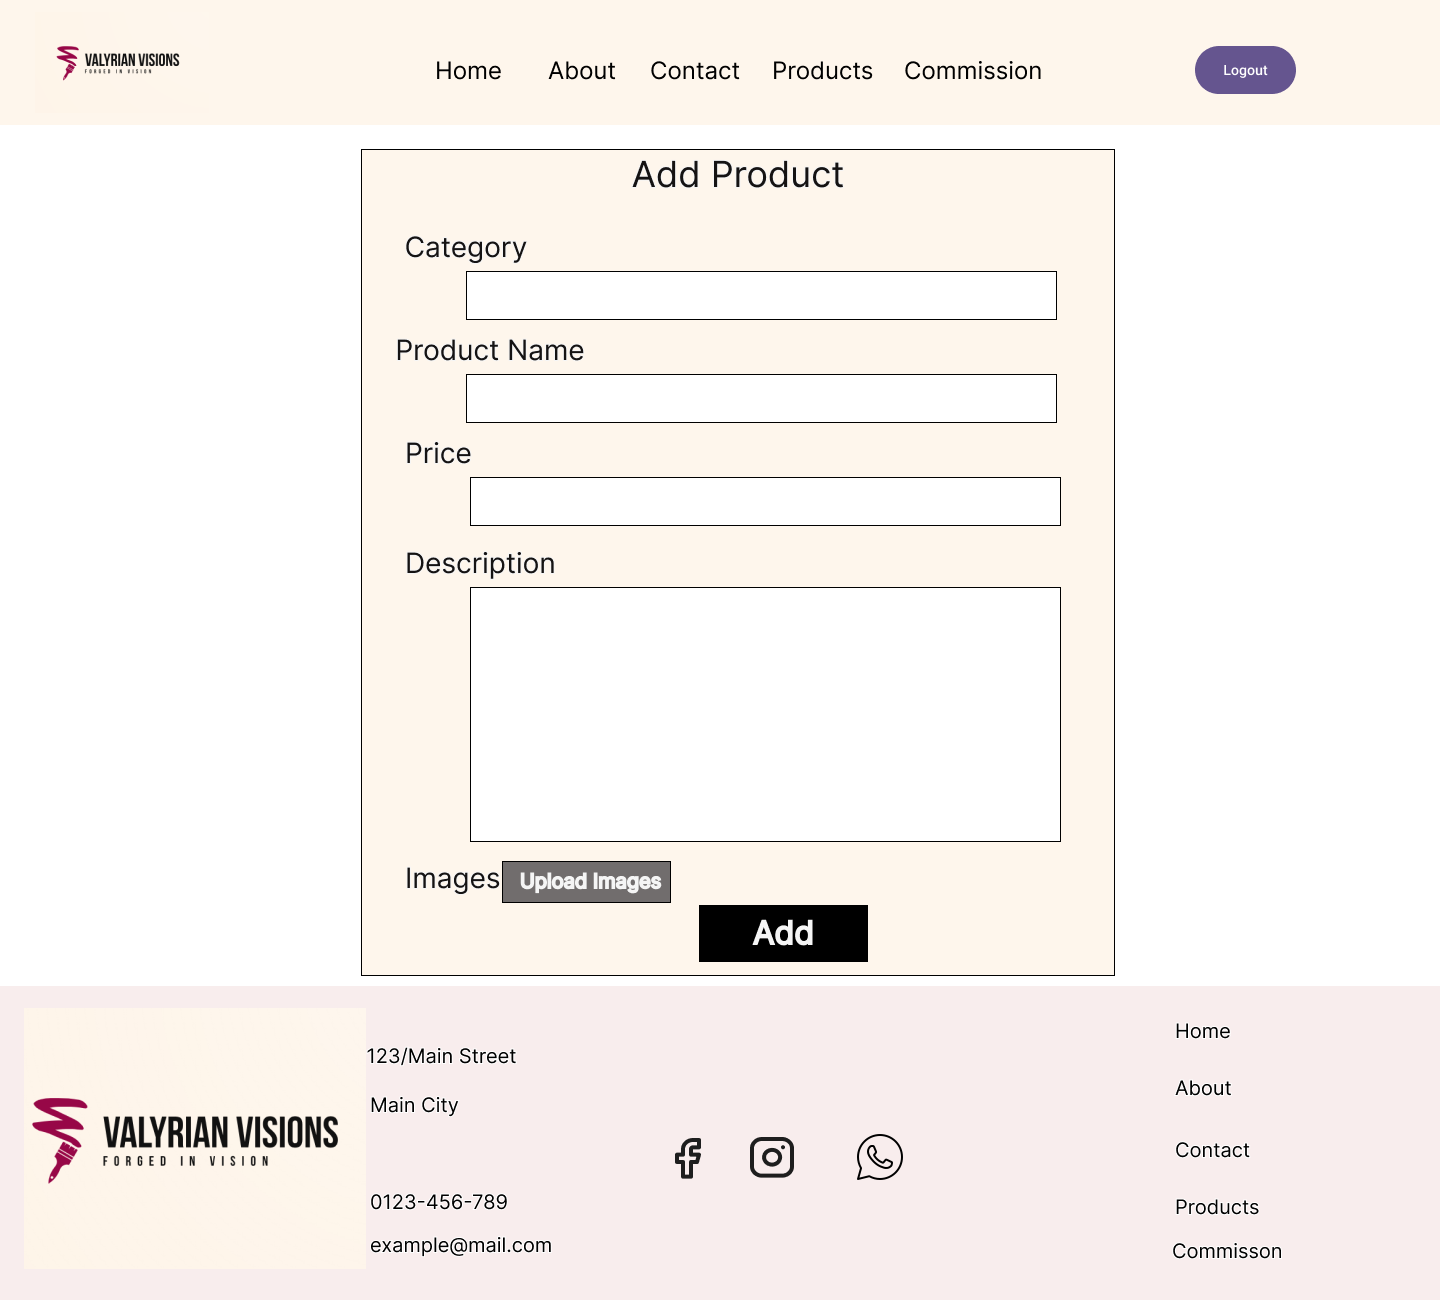 VALYRIAN VISIONS
FORGED IN VISION
Home About Contact Products Commission
Logout
Add Product
Category
Product Name
Price
Description
Images
Upload Images
Add
VALYRIAN VISIONS
FORGED IN VISION
123/Main Street
Main City
0123-456-789
example@mail.com
Home
About
Contact
Products
Commisson